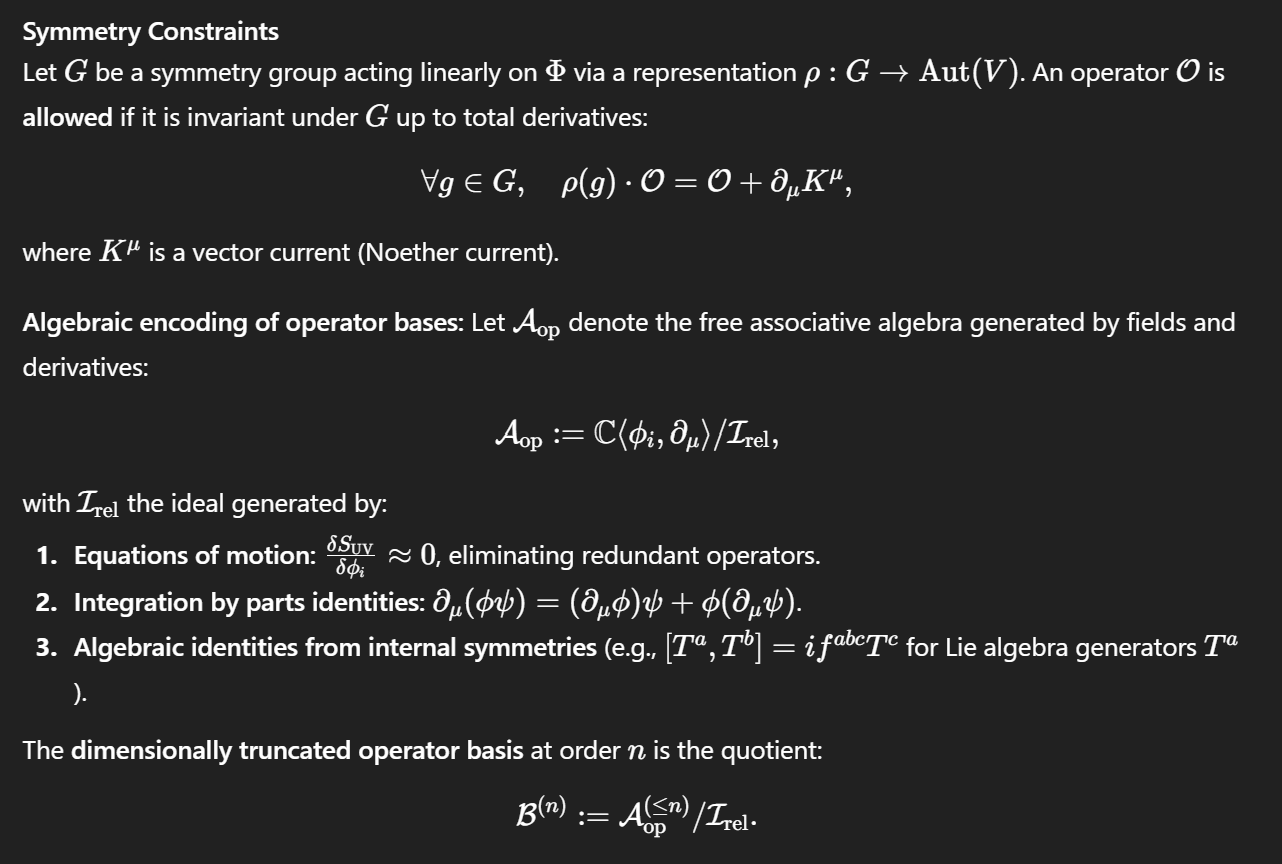 Symmetry Constraints
Let G be a symmetry group acting linearly on Φ via a representation ρ : G → Aut(V). An operator 𝒪 is
allowed if it is invariant under G up to total derivatives:
∀g ∈ G, ρ(g) · 𝒪 = 𝒪 + ∂_μ K^μ,
where K^μ is a vector current (Noether current).
Algebraic encoding of operator bases: Let 𝒜_op denote the free associative algebra generated by fields and
derivatives:
𝒜_op := ℂ⟨ϕ_i, ∂_μ⟩/ℐ_rel,
with ℐ_rel the ideal generated by:
1. Equations of motion: δS_UV/δϕ_i ≈ 0, eliminating redundant operators.
2. Integration by parts identities: ∂_μ(ϕψ) = (∂_μϕ)ψ + ϕ(∂_μψ).
3. Algebraic identities from internal symmetries (e.g., [T^a, T^b] = if^{abc}T^c for Lie algebra generators T^a
).
The dimensionally truncated operator basis at order n is the quotient:
ℬ^(n) := 𝒜_op^(≤n)/ℐ_rel.